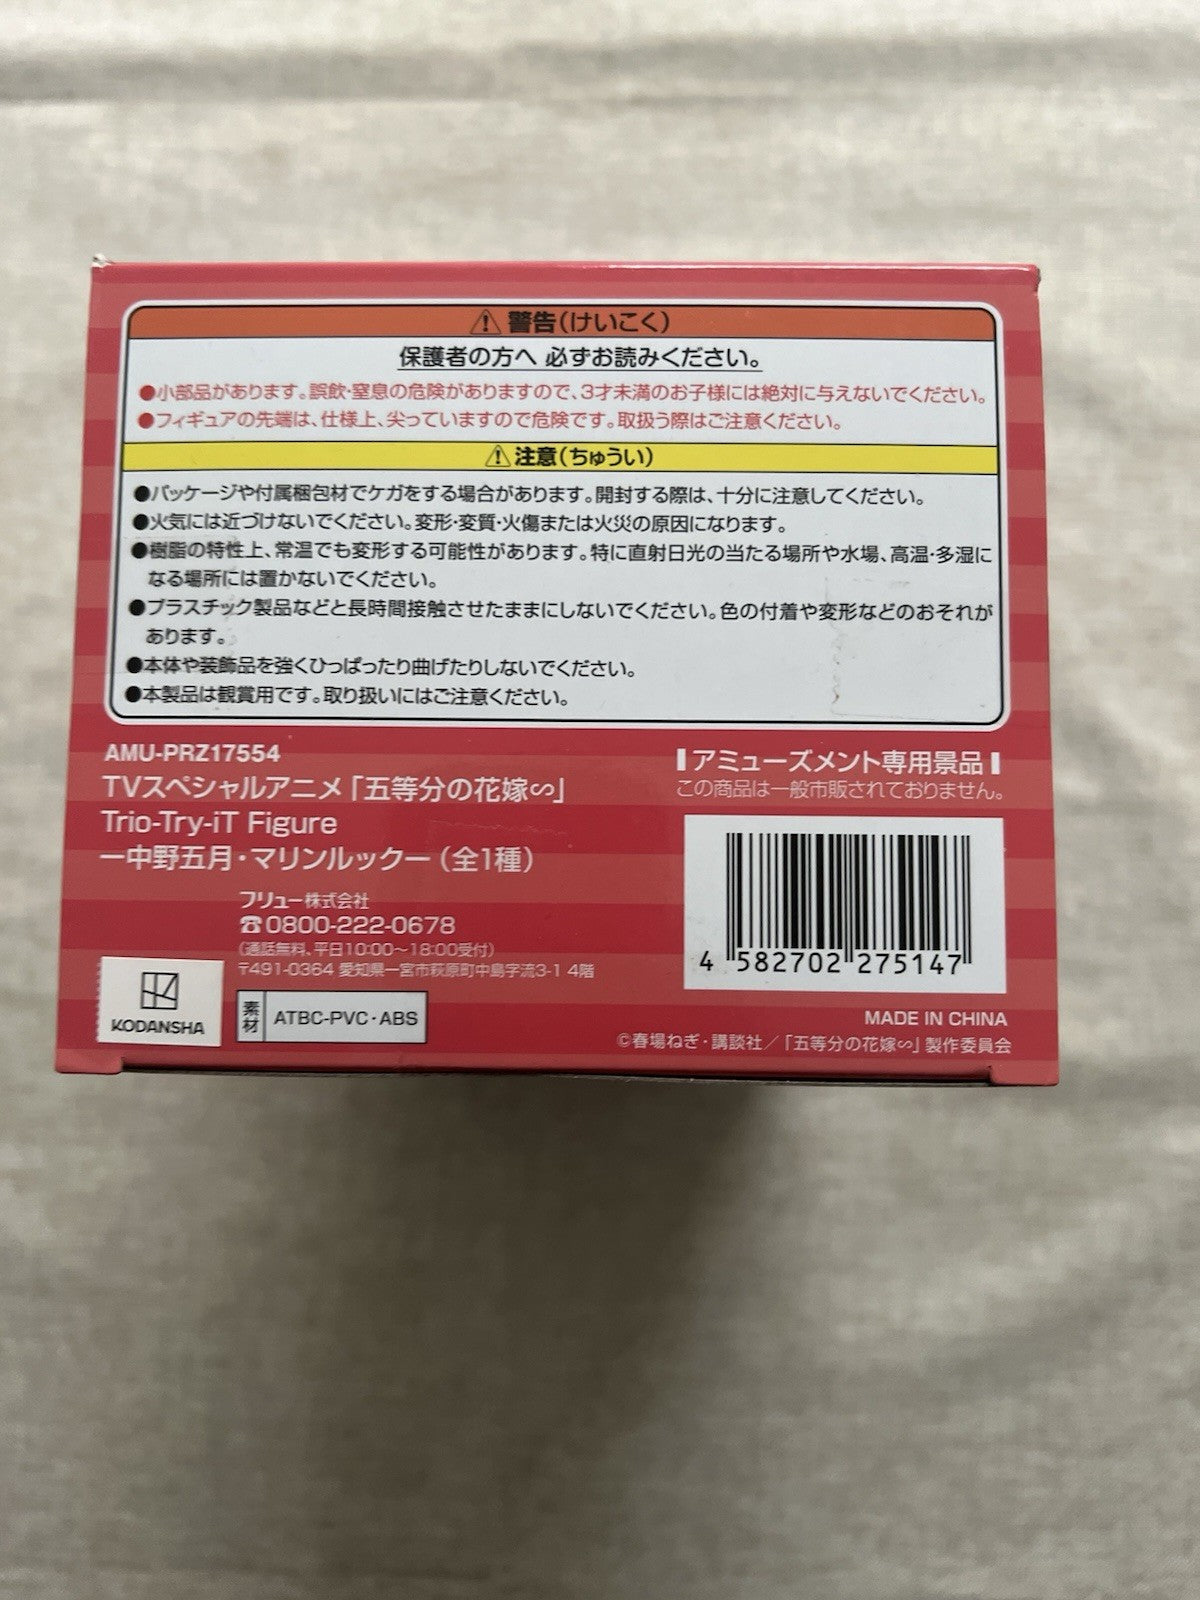 ⚠警告(けいこく)
保護者の方へ 必ずお読みください。
●小部品があります。誤飲・窒息の危険がありますので、3才未満のお子様には絶対に与えないでください。
●フィギュアの先端は、仕様上、尖っていますので危険です。取扱う際はご注意ください。
⚠注意(ちゅうい)
●パッケージや付属梱包材でケガをする場合があります。開封する際は、十分に注意してください。
●火気には近づけないでください。変形・変質・火傷または火災の原因になります。
●樹脂の特性上、常温でも変形する可能性があります。特に直射日光の当たる場所や水場、高温・多湿に
なる場所には置かないでください。
●プラスチック製品などと長時間接触させたままにしないでください。色の付着や変形などのおそれが
あります。
●本体や装飾品を強くひっぱったり曲げたりしないでください。
●本製品は観賞用です。取り扱いにはご注意ください。
AMU-PRZ17554
TVスペシャルアニメ「五等分の花嫁∽」
Trio-Try-iT Figure
ー中野五月・マリンルックー(全1種)
フリュー株式会社
☎0800-222-0678
(通話無料、平日10:00〜18:00受付)
〒491-0364 愛知県一宮市萩原町中島字流3-1 4階
KODANSHA
素材 ATBC-PVC・ABS
アミューズメント専用景品
この商品は一般市販されておりません。
4 582702 275147
MADE IN CHINA
©春場ねぎ・講談社/「五等分の花嫁∽」製作委員会